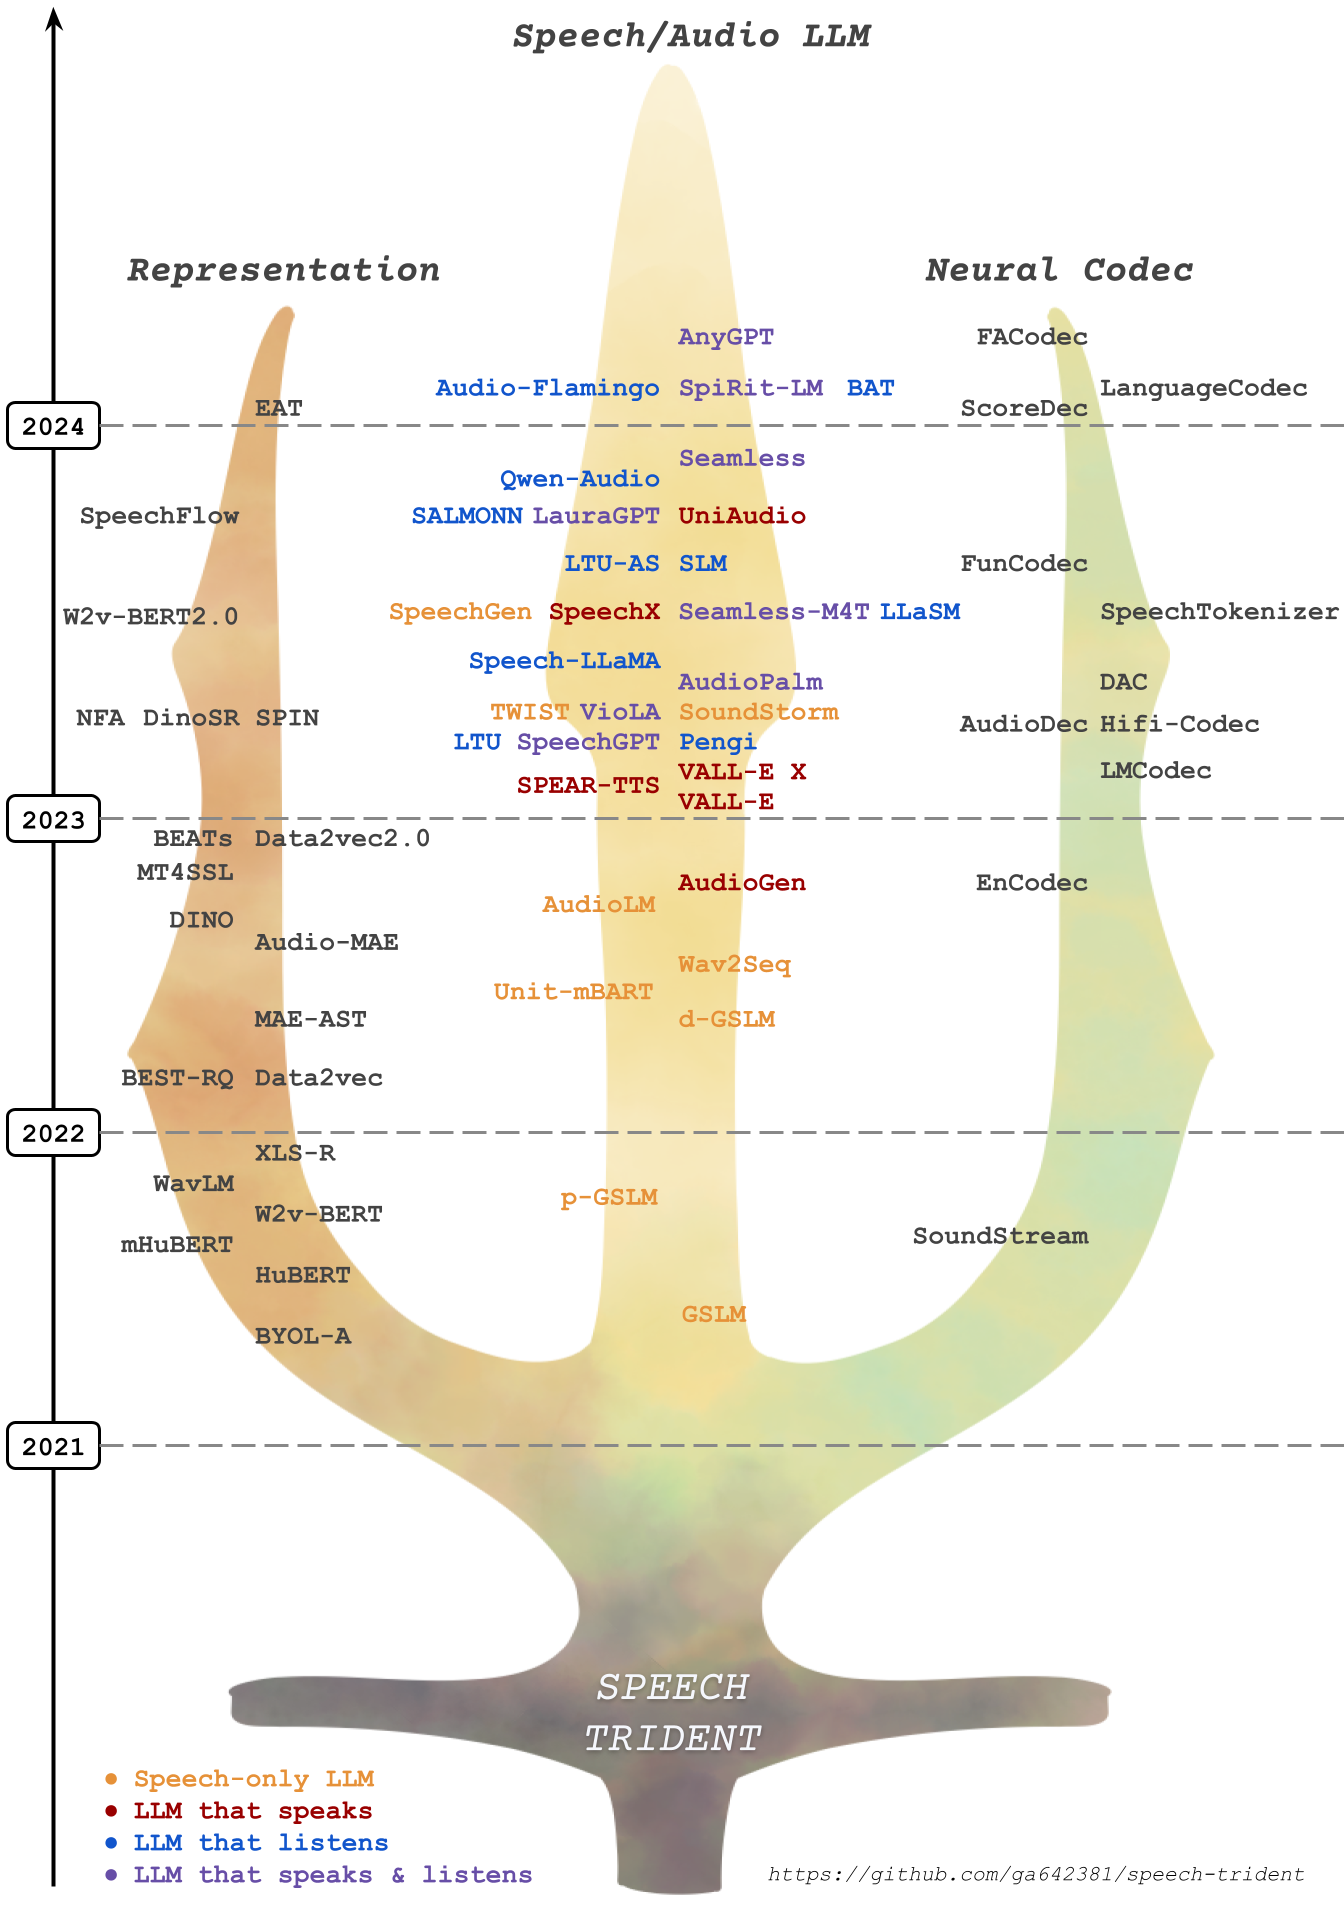 Speech/Audio LLM
Representation
Neural Codec
AnyGPT
FACodec
Audio-Flamingo SpiRit-LM BAT
LanguageCodec
EAT
ScoreDec
2024
Seamless
Qwen-Audio
SpeechFlow
SALMONN LauraGPT UniAudio
LTU-AS SLM
FunCodec
W2v-BERT2.0
SpeechGen SpeechX Seamless-M4T LLaSM
SpeechTokenizer
Speech-LLaMA
AudioPalm
DAC
NFA DinoSR SPIN
TWIST VioLA SoundStorm
AudioDec Hifi-Codec
LTU SpeechGPT Pengi
VALL-E X
LMCodec
SPEAR-TTS
VALL-E
2023
BEATs Data2vec2.0
MT4SSL
AudioGen
EnCodec
AudioLM
DINO
Audio-MAE
Wav2Seq
Unit-mBART
MAE-AST
d-GSLM
BEST-RQ Data2vec
2022
XLS-R
WavLM
p-GSLM
W2v-BERT
SoundStream
mHuBERT
HuBERT
GSLM
BYOL-A
2021
SPEECH
TRIDENT
Speech-only LLM
LLM that speaks
LLM that listens
LLM that speaks & listens
https://github.com/ga642381/speech-trident